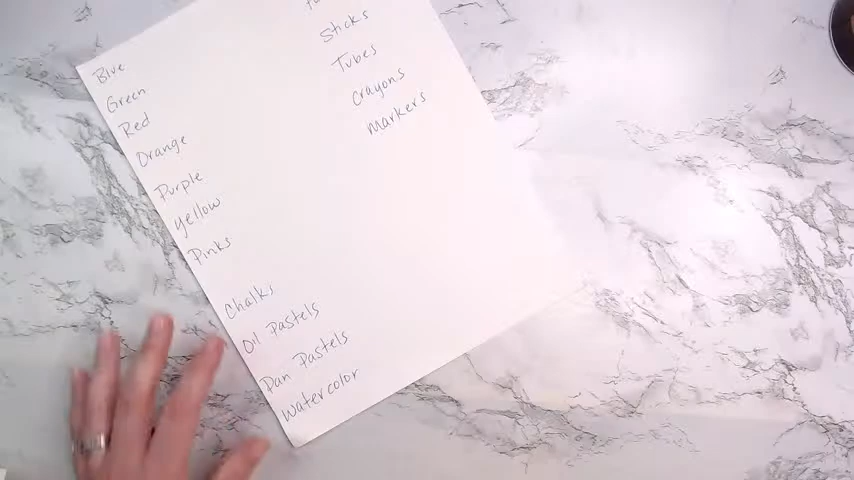 Blue
Green
Red
Orange
Purple
Yellow
Pinks
Chalks
Oil Pastels
Pan Pastels
Watercolor
Sticks
Tubes
Crayons
Markers